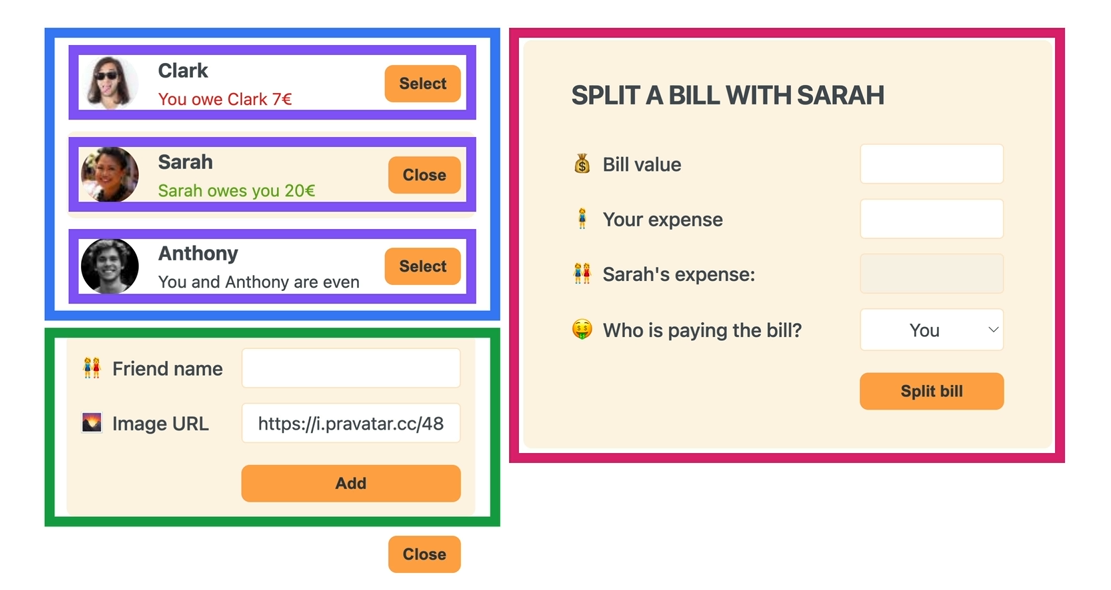 Clark
You owe Clark 7€
Select
Sarah
Sarah owes you 20€
Close
Anthony
You and Anthony are even
Select
Friend name
Image URL
https://i.pravatar.cc/48
Add
Close
SPLIT A BILL WITH SARAH
Bill value
Your expense
Sarah's expense:
Who is paying the bill?
You
Split bill